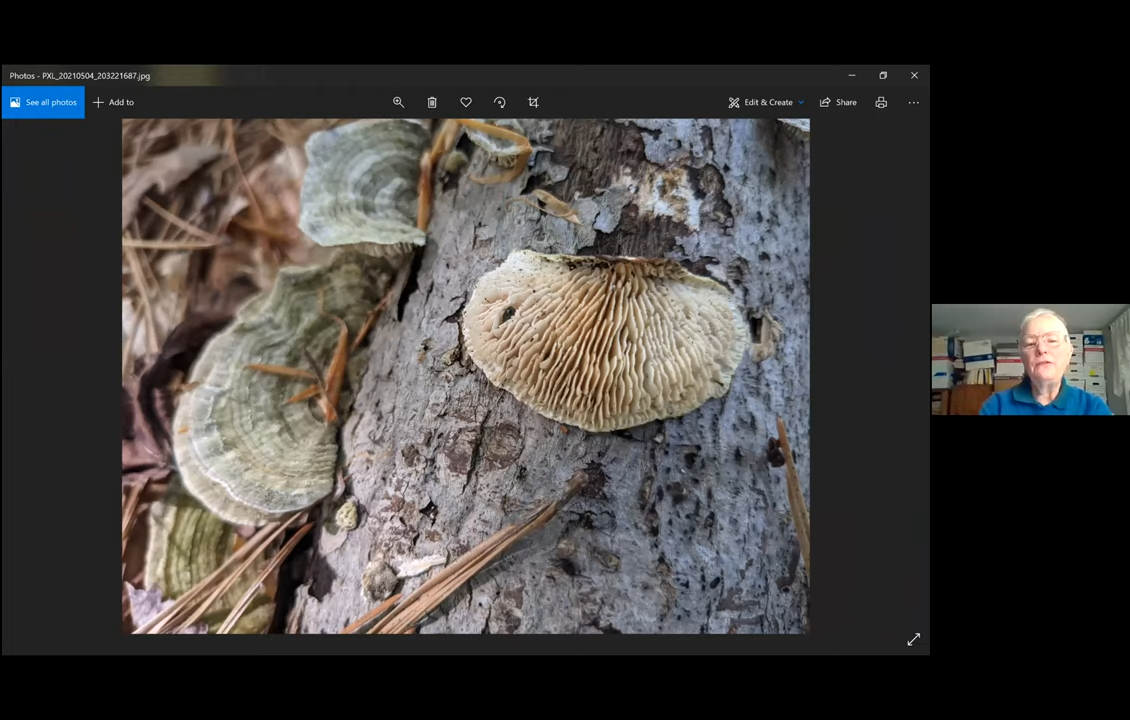 Photos - PXL_20210504_203221687.jpg
See all photos
Add to
Edit & Create
Share